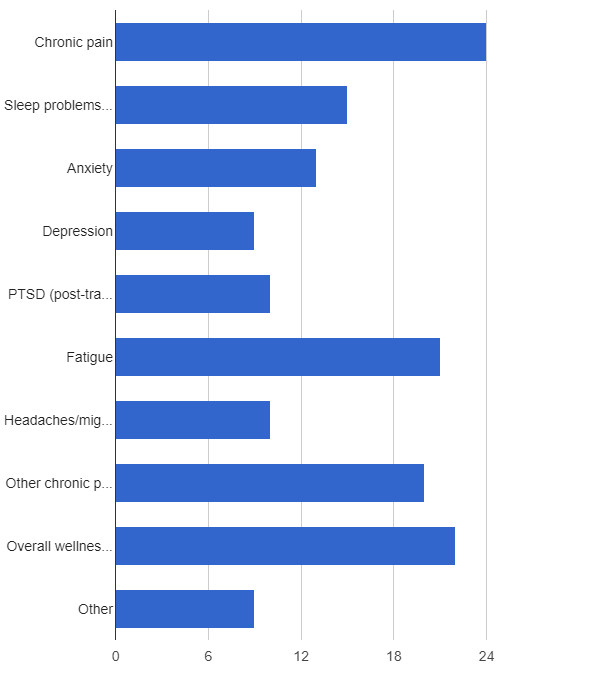 Chronic pain
Sleep problems...
Anxiety
Depression
PTSD (post-tra...
Fatigue
Headaches/mig...
Other chronic p...
Overall wellnes...
Other
0 6 12 18 24